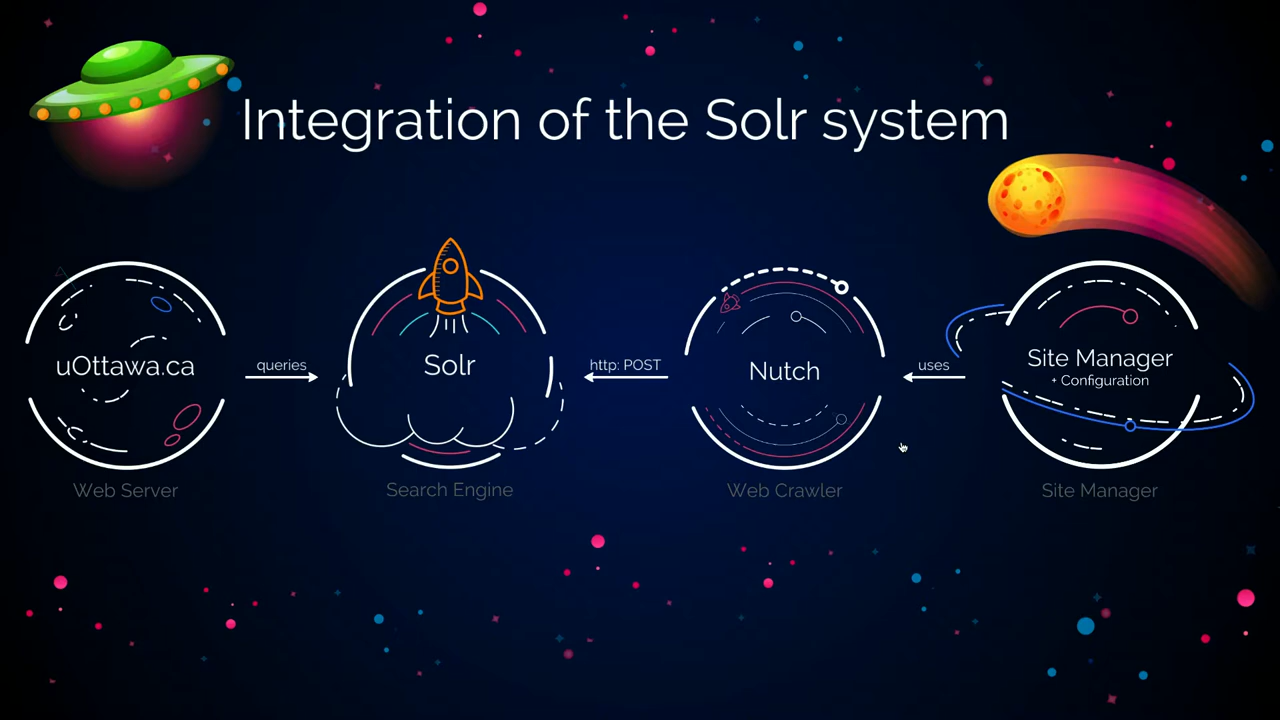 Integration of the Solr system
uOttawa.ca
queries
Solr
http: POST
Nutch
uses
Site Manager
+ Configuration
Web Server
Search Engine
Web Crawler
Site Manager